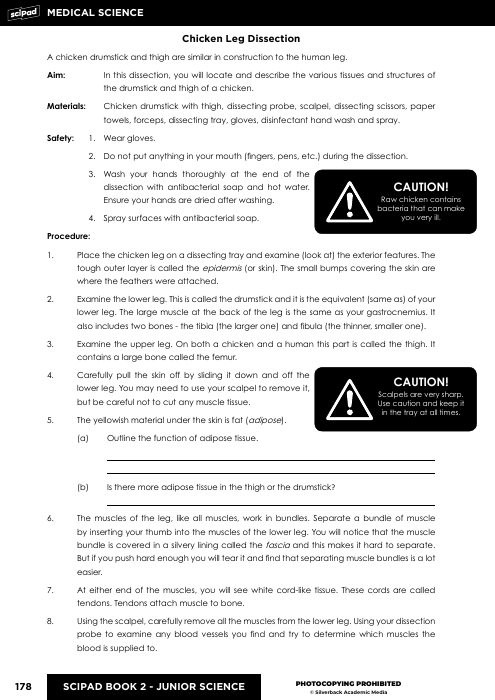 scipad MEDICAL SCIENCE
Chicken Leg Dissection
A chicken drumstick and thigh are similar in construction to the human leg.
Aim: In this dissection, you will locate and describe the various tissues and structures of
the drumstick and thigh of a chicken.
Materials: Chicken drumstick with thigh, dissecting probe, scalpel, dissecting scissors, paper
towels, forceps, dissecting tray, gloves, disinfectant hand wash and spray.
Safety: 1. Wear gloves.
2. Do not put anything in your mouth (fingers, pens, etc.) during the dissection.
3. Wash your hands thoroughly at the end of the
dissection with antibacterial soap and hot water.
Ensure your hands are dried after washing.
4. Spray surfaces with antibacterial soap.
CAUTION!
Raw chicken contains
bacteria that can make
you very ill.
Procedure:
1. Place the chicken leg on a dissecting tray and examine (look at) the exterior features. The
tough outer layer is called the epidermis (or skin). The small bumps covering the skin are
where the feathers were attached.
2. Examine the lower leg. This is called the drumstick and it is the equivalent (same as) of your
lower leg. The large muscle at the back of the leg is the same as your gastrocnemius. It
also includes two bones - the tibia (the larger one) and fibula (the thinner, smaller one).
3. Examine the upper leg. On both a chicken and a human this part is called the thigh. It
contains a large bone called the femur.
4. Carefully pull the skin off by sliding it down and off the
lower leg. You may need to use your scalpel to remove it,
but be careful not to cut any muscle tissue.
CAUTION!
Scalpels are very sharp.
Use caution and keep it
in the tray at all times.
5. The yellowish material under the skin is fat (adipose).
(a) Outline the function of adipose tissue.
(b) Is there more adipose tissue in the thigh or the drumstick?
6. The muscles of the leg, like all muscles, work in bundles. Separate a bundle of muscle
by inserting your thumb into the muscles of the lower leg. You will notice that the muscle
bundle is covered in a silvery lining called the fascia and this makes it hard to separate.
But if you push hard enough you will tear it and find that separating muscle bundles is a lot
easier.
7. At either end of the muscles, you will see white cord-like tissue. These cords are called
tendons. Tendons attach muscle to bone.
8. Using the scalpel, carefully remove all the muscles from the lower leg. Using your dissection
probe to examine any blood vessels you find and try to determine which muscles the
blood is supplied to.
178 SCIPAD BOOK 2 - JUNIOR SCIENCE
PHOTOCOPYING PROHIBITED
© Silverback Academic Media